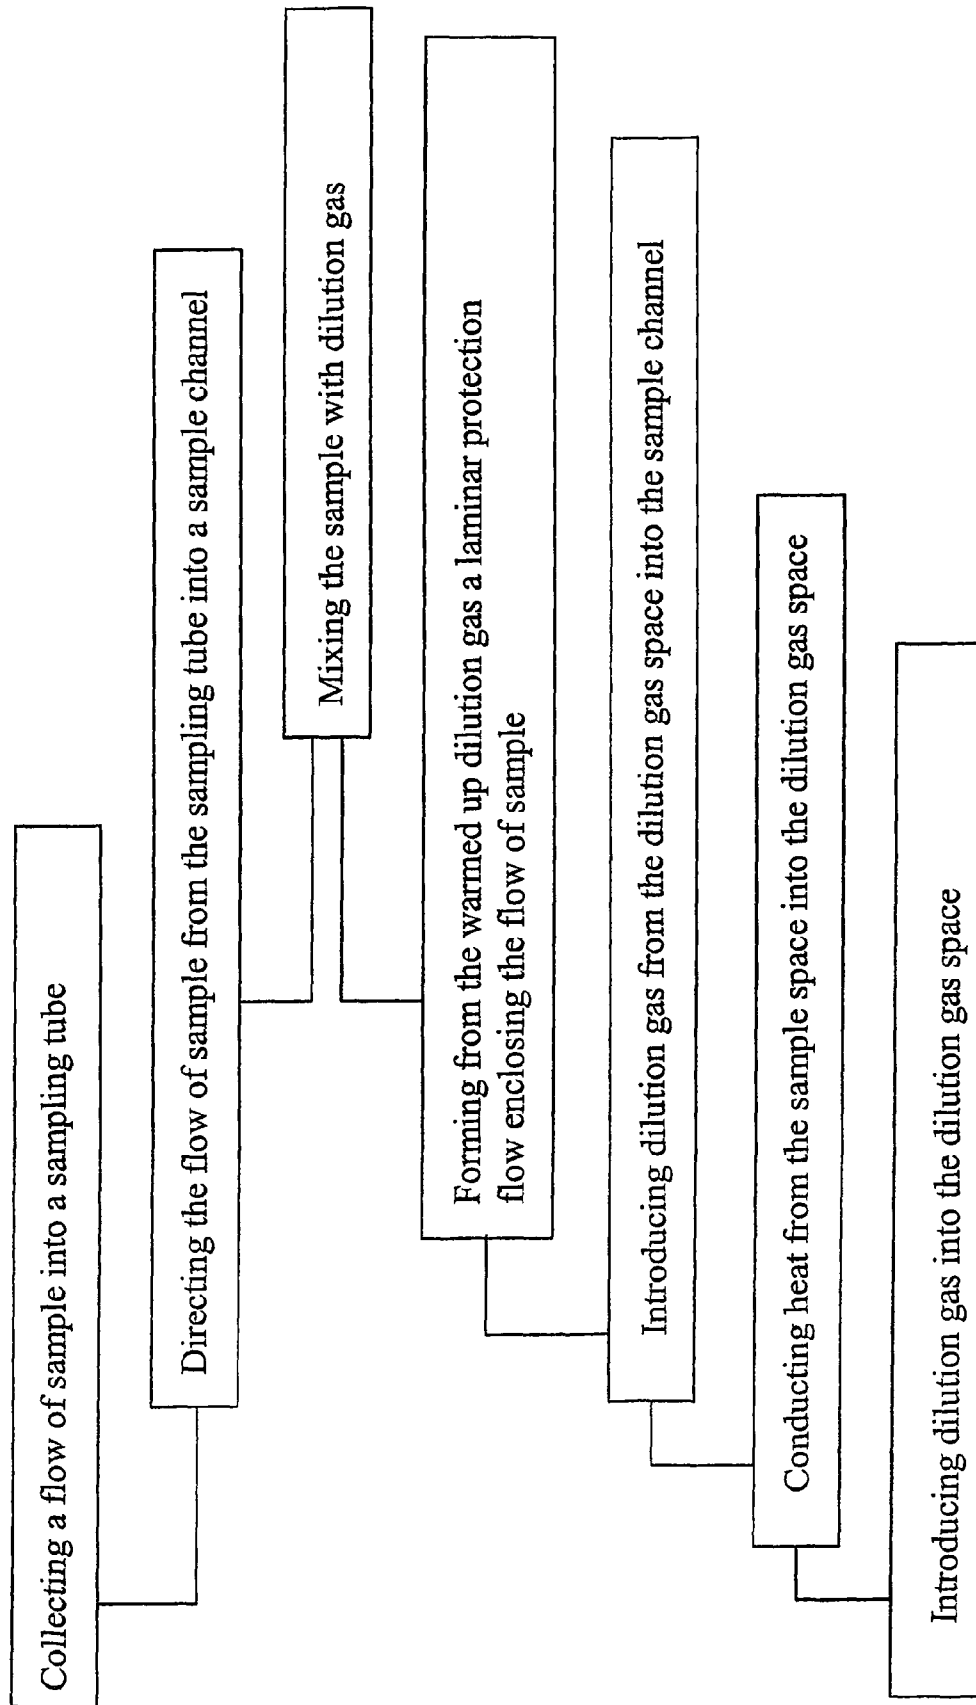 Collecting a flow of sample into a sampling tube
Directing the flow of sample from the sampling tube into a sample channel
Mixing the sample with dilution gas
Forming from the warmed up dilution gas a laminar protection
flow enclosing the flow of sample
Introducing dilution gas from the dilution gas space into the sample channel
Conducting heat from the sample space into the dilution gas space
Introducing dilution gas into the dilution gas space